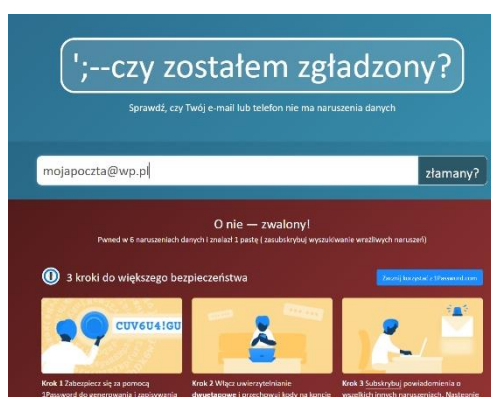 ';--czy zostałem zgładzony?
Sprawdź, czy Twój e-mail lub telefon nie ma naruszenia danych
mojapoczta@wp.pl
złamany?
O nie — zwalony!
Pwned w 6 naruszeniach danych i znalazł 1 pastę ( zasubskrybuj wyszukiwanie wrażliwych naruszeń)
3 kroki do większego bezpieczeństwa
Zacznij korzystać z 1Password.com
CUV6U4!GU
Krok 1 Zabezpiecz się za pomocą
1Password do generowania i zapisywania
Krok 2 Włącz uwierzytelnianie
dwuetapowe i przechowuj kody na koncie
Krok 3 Subskrybuj powiadomienia o
wszelkich innych naruszeniach. Następnie